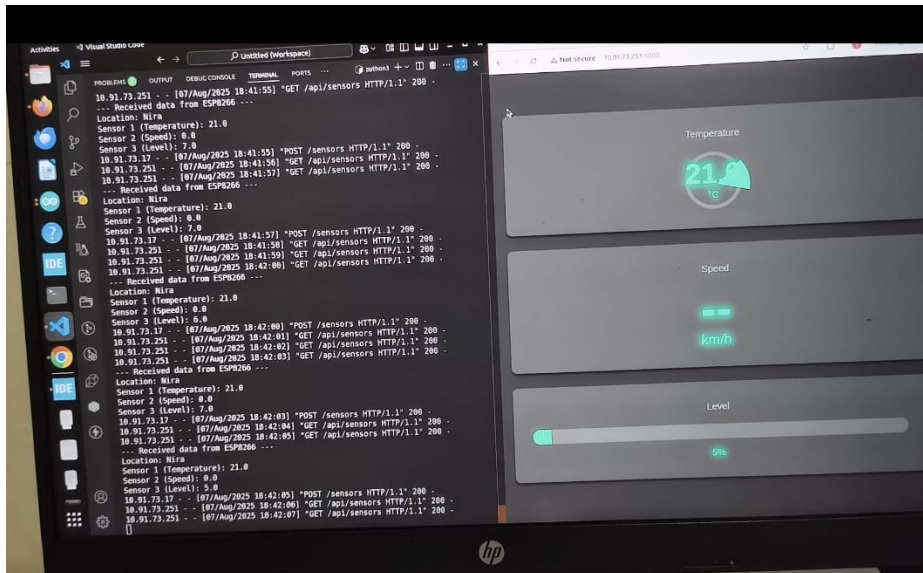 Activities
Visual Studio Code
Untitled (Workspace)
PROBLEMS 1 OUTPUT DEBUG CONSOLE TERMINAL PORTS ... python3
10.91.73.251 - - [07/Aug/2025 18:41:55] "GET /api/sensors HTTP/1.1" 200 -
--- Received data from ESP8266 ---
Location: Nira
Sensor 1 (Temperature): 21.0
Sensor 2 (Speed): 0.0
Sensor 3 (Level): 7.0
10.91.73.17 - - [07/Aug/2025 18:41:55] "POST /sensors HTTP/1.1" 200 -
10.91.73.251 - - [07/Aug/2025 18:41:56] "GET /api/sensors HTTP/1.1" 200 -
10.91.73.251 - - [07/Aug/2025 18:41:57] "GET /api/sensors HTTP/1.1" 200 -
--- Received data from ESP8266 ---
Location: Nira
Sensor 1 (Temperature): 21.0
Sensor 2 (Speed): 0.0
Sensor 3 (Level): 7.0
10.91.73.17 - - [07/Aug/2025 18:41:57] "POST /sensors HTTP/1.1" 200 -
10.91.73.251 - - [07/Aug/2025 18:41:58] "GET /api/sensors HTTP/1.1" 200 -
10.91.73.251 - - [07/Aug/2025 18:41:59] "GET /api/sensors HTTP/1.1" 200 -
10.91.73.251 - - [07/Aug/2025 18:42:00] "GET /api/sensors HTTP/1.1" 200 -
--- Received data from ESP8266 ---
Location: Nira
Sensor 1 (Temperature): 21.0
Sensor 2 (Speed): 0.0
Sensor 3 (Level): 6.0
10.91.73.17 - - [07/Aug/2025 18:42:00] "POST /sensors HTTP/1.1" 200 -
10.91.73.251 - - [07/Aug/2025 18:42:01] "GET /api/sensors HTTP/1.1" 200 -
10.91.73.251 - - [07/Aug/2025 18:42:02] "GET /api/sensors HTTP/1.1" 200 -
10.91.73.251 - - [07/Aug/2025 18:42:03] "GET /api/sensors HTTP/1.1" 200 -
--- Received data from ESP8266 ---
Location: Nira
Sensor 1 (Temperature): 21.0
Sensor 2 (Speed): 0.0
Sensor 3 (Level): 7.0
10.91.73.17 - - [07/Aug/2025 18:42:03] "POST /sensors HTTP/1.1" 200 -
10.91.73.251 - - [07/Aug/2025 18:42:04] "GET /api/sensors HTTP/1.1" 200 -
10.91.73.251 - - [07/Aug/2025 18:42:05] "GET /api/sensors HTTP/1.1" 200 -
--- Received data from ESP8266 ---
Location: Nira
Sensor 1 (Temperature): 21.0
Sensor 2 (Speed): 0.0
Sensor 3 (Level): 5.0
10.91.73.17 - - [07/Aug/2025 18:42:05] "POST /sensors HTTP/1.1" 200 -
10.91.73.251 - - [07/Aug/2025 18:42:06] "GET /api/sensors HTTP/1.1" 200 -
10.91.73.251 - - [07/Aug/2025 18:42:07] "GET /api/sensors HTTP/1.1" 200 -
IDE
IDE
Not secure
Temperature
°C
Speed
--
km/h
Level
5%
hp